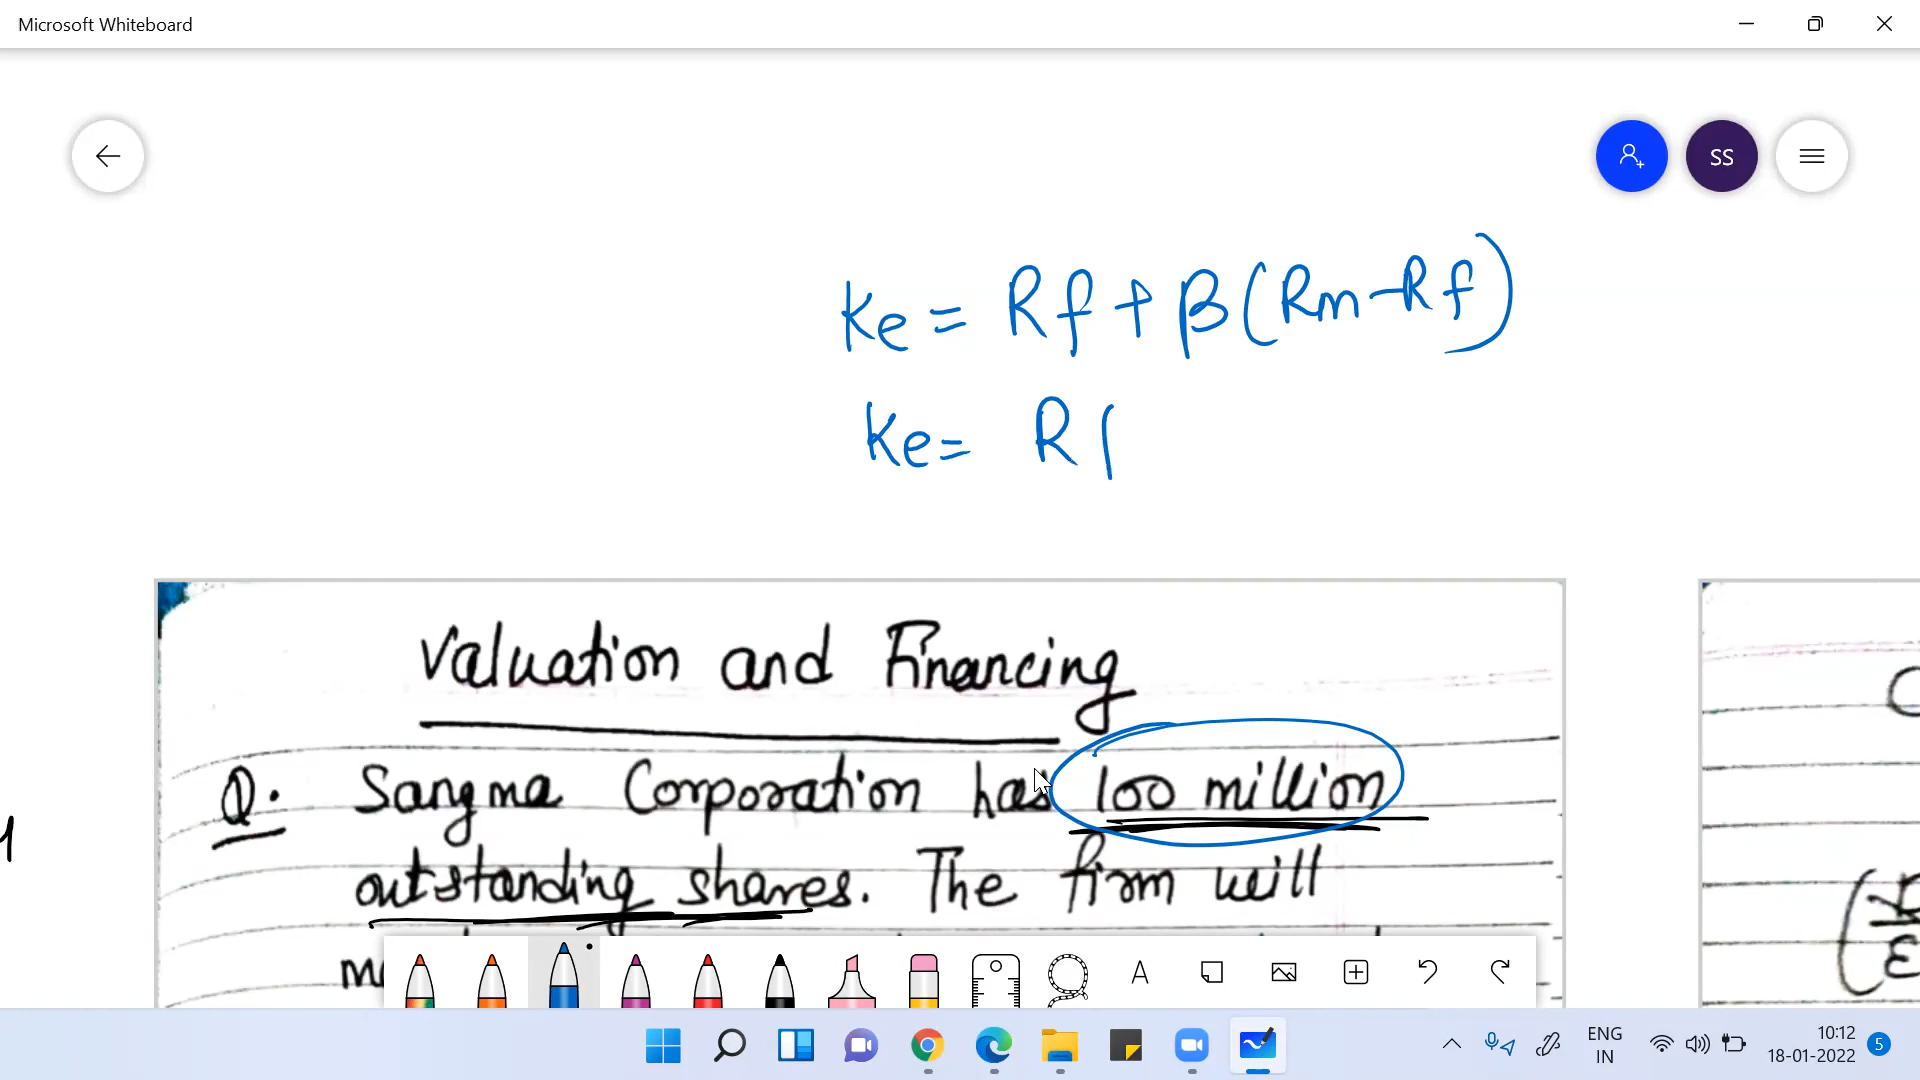 Microsoft Whiteboard
SS
Ke = Rf + β(Rm-Rf)
Ke = R
Valuation and Financing
Q. Sangma Corporation has 100 million
outstanding shares. The firm will
A
ENG
IN
10:12
18-01-2022
5